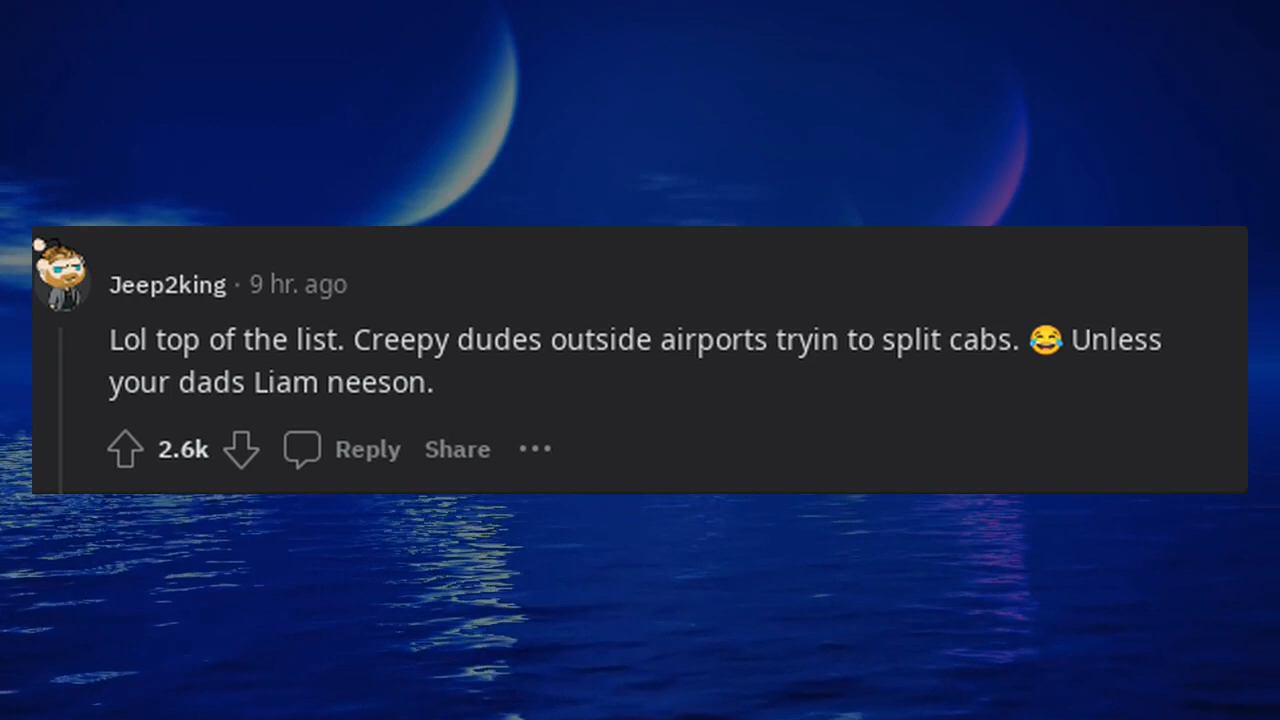 Jeep2king · 9 hr. ago
Lol top of the list. Creepy dudes outside airports tryin to split cabs. 😂 Unless
your dads Liam neeson.
2.6k Reply Share ···